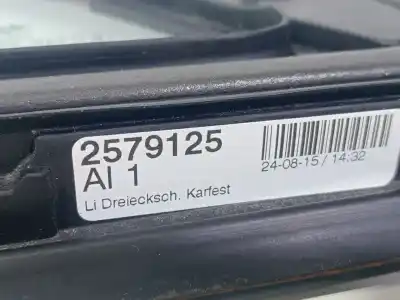 2579125
AI 1
24-08-15 / 14:32
Li Dreiecksch. Karfest